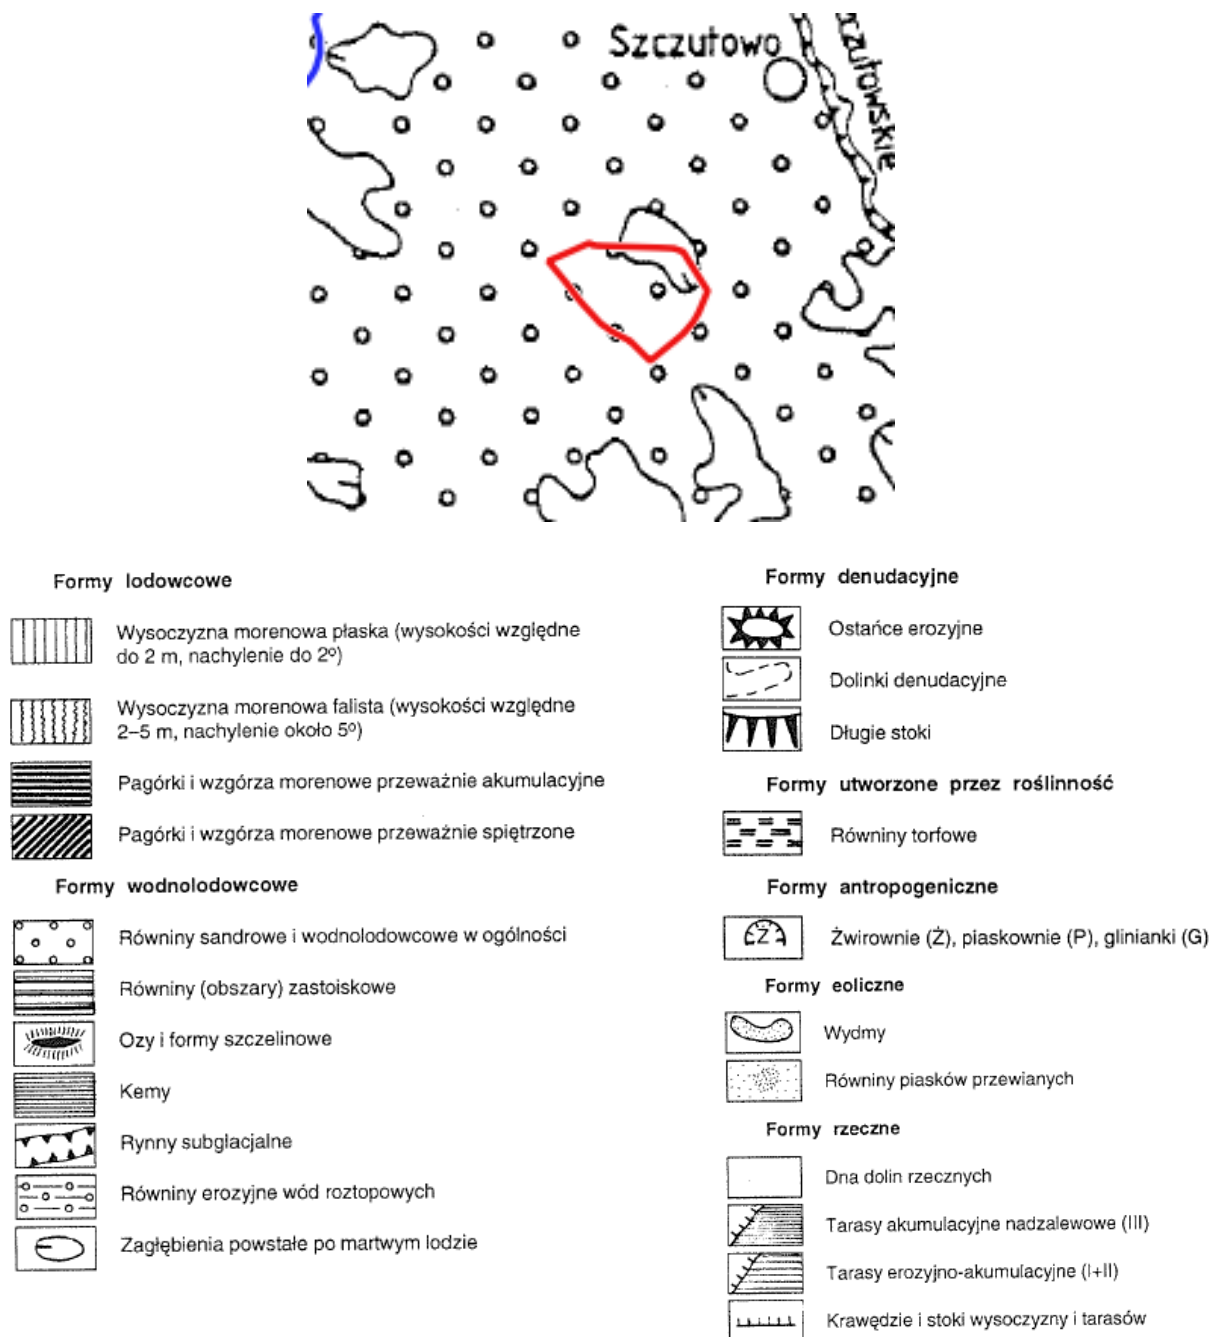 Szczutowo
Formy lodowcowe
Wysoczyzna morenowa płaska (wysokości względne
do 2 m, nachylenie do 2º)
Wysoczyzna morenowa falista (wysokości względne
2–5 m, nachylenie około 5º)
Pagórki i wzgórza morenowe przeważnie akumulacyjne
Pagórki i wzgórza morenowe przeważnie spiętrzone
Formy wodnolodowcowe
Równiny sandrowe i wodnolodowcowe w ogólności
Równiny (obszary) zastoiskowe
Ozy i formy szczelinowe
Kemy
Rynny subglacjalne
Równiny erozyjne wód roztopowych
Zagłębienia powstałe po martwym lodzie
Formy denudacyjne
Ostańce erozyjne
Dolinki denudacyjne
Długie stoki
Formy utworzone przez roślinność
Równiny torfowe
Formy antropogeniczne
Ż
Żwirownie (Ż), piaskownie (P), glinianki (G)
Formy eoliczne
Wydmy
Równiny piasków przewianych
Formy rzeczne
Dna dolin rzecznych
Tarasy akumulacyjne nadzalewowe (III)
Tarasy erozyjno-akumulacyjne (I+II)
Krawędzie i stoki wysoczyzny i tarasów